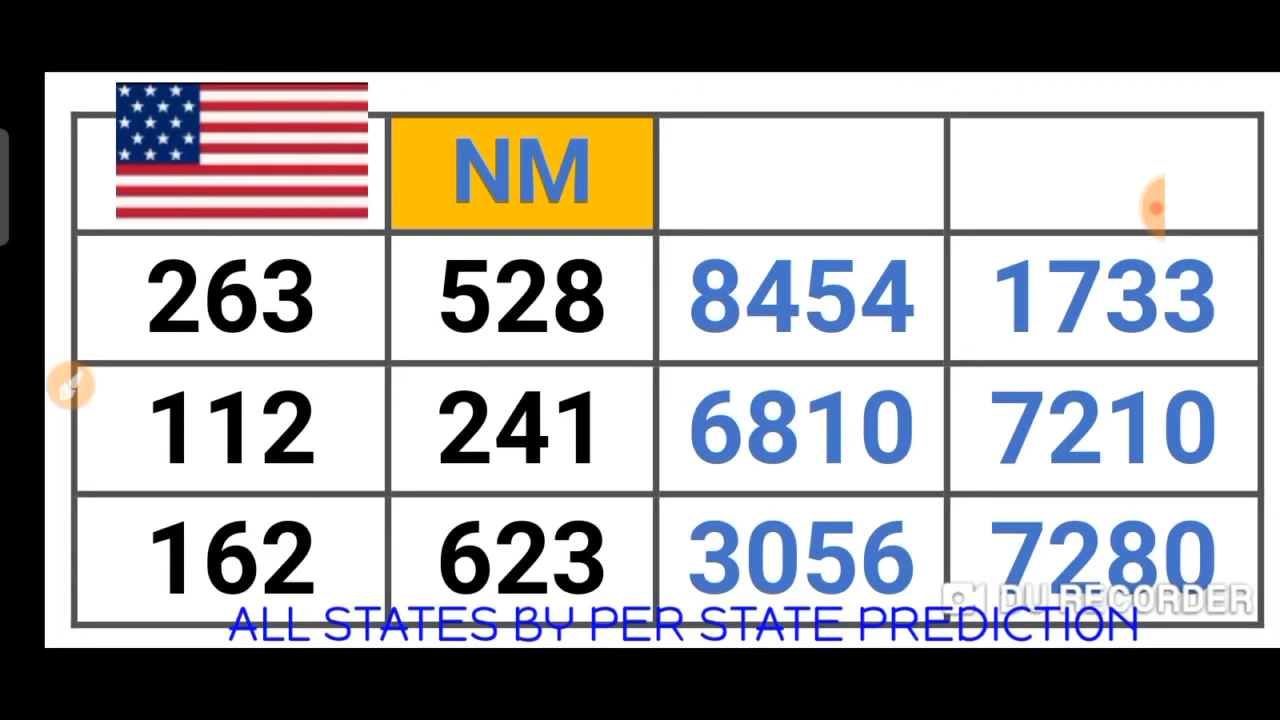 NM
263 528 8454 1733
112 241 6810 7210
162 623 3056 7280
DU RECORDER
ALL STATES BY PER STATE PREDICTION